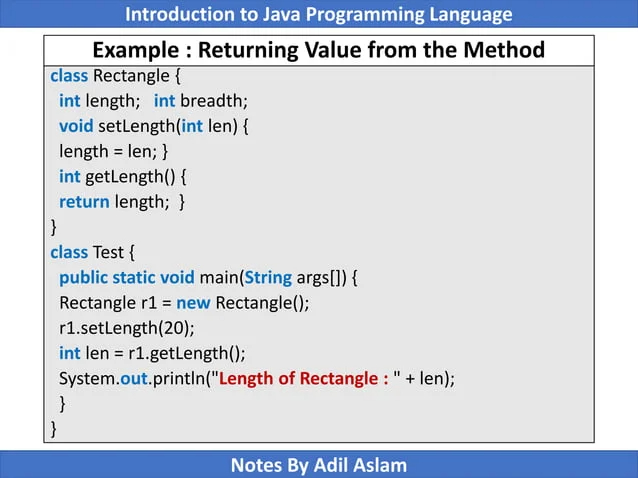 Introduction to Java Programming Language
Example : Returning Value from the Method
class Rectangle {
int length;   int breadth;
void setLength(int len) {
length = len; }
int getLength() {
return length;  }
}
class Test {
public static void main(String args[]) {
Rectangle r1 = new Rectangle();
r1.setLength(20);
int len = r1.getLength();
System.out.println("Length of Rectangle : " + len);
}
}
Notes By Adil Aslam